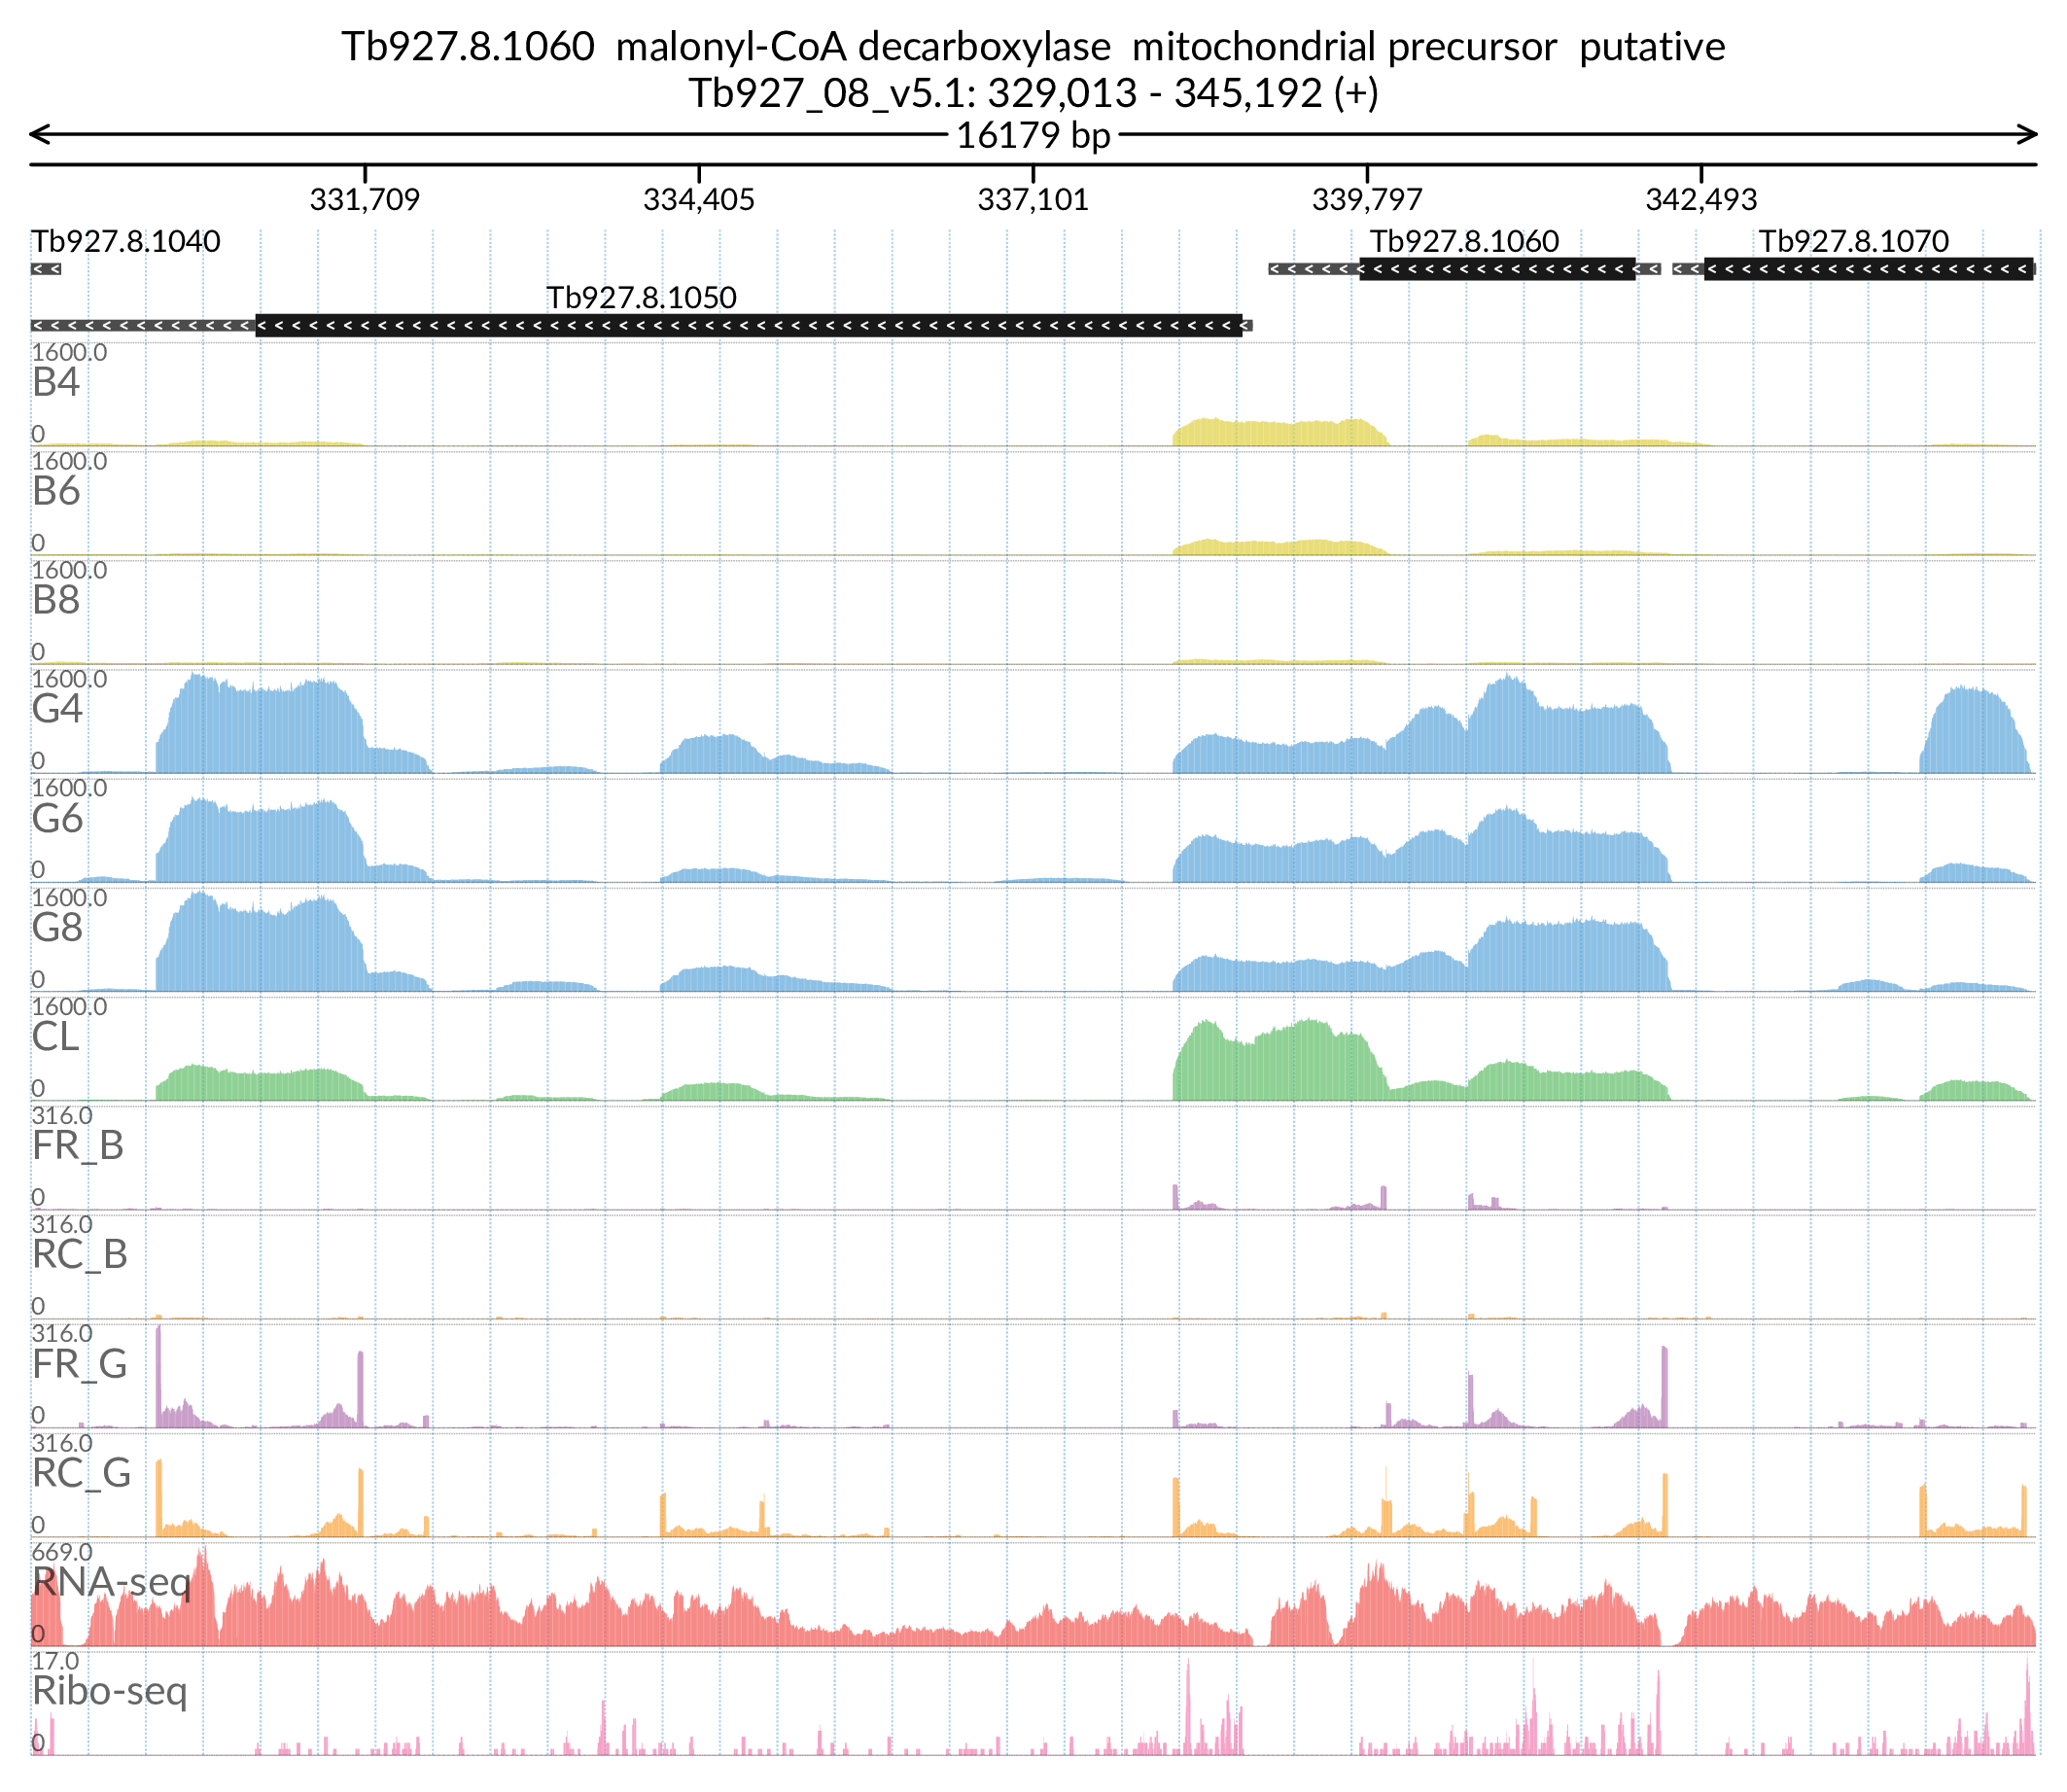 Tb927.8.1060 malonyl-CoA decarboxylase mitochondrial precursor putative
Tb927_08_v5.1: 329,013 - 345,192 (+)
16179 bp
331,709 334,405 337,101 339,797 342,493
Tb927.8.1040 Tb927.8.1060 Tb927.8.1070
Tb927.8.1050
1600.0
B4
0
1600.0
B6
0
1600.0
B8
0
1600.0
G4
0
1600.0
G6
0
1600.0
G8
0
1600.0
CL
0
316.0
FR_B
0
316.0
RC_B
0
316.0
FR_G
0
316.0
RC_G
0
669.0
RNA-seq
0
17.0
Ribo-seq
0